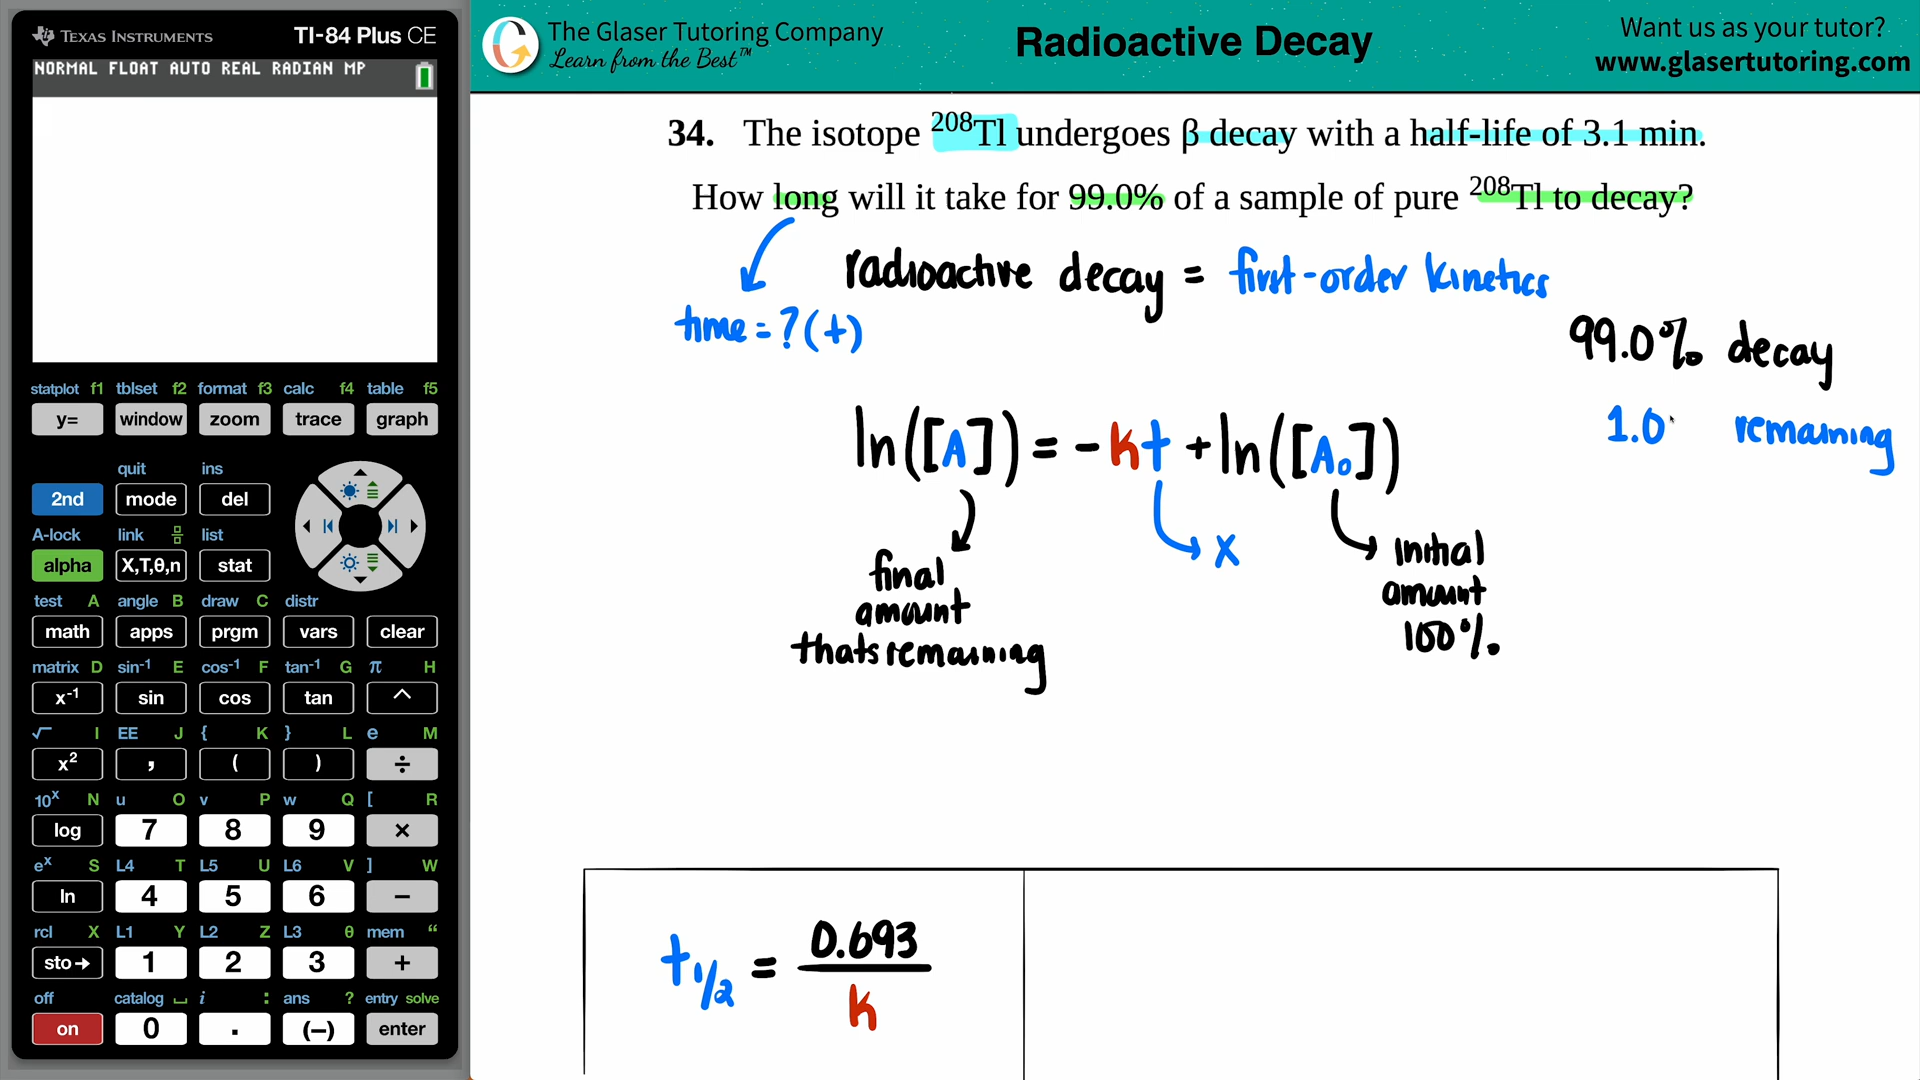 TEXAS INSTRUMENTS TI-84 Plus CE
NORMAL FLOAT AUTO REAL RADIAN MP
statplot f1 tblset f2 format f3 calc f4 table f5
y= window zoom trace graph
quit ins
2nd mode del
A-lock link list
alpha X,T,θ,n stat
test A angle B draw C distr
math apps prgm vars clear
matrix D sin⁻¹ E cos⁻¹ F tan⁻¹ G π H
x⁻¹ sin cos tan ^
√ I EE J { K } L e M
x² , ( ) ÷
10ˣ N u O v P w Q [ R
log 7 8 9 ×
eˣ S L4 T L5 U L6 V ] W
ln 4 5 6 −
rcl X L1 Y L2 Z L3 θ mem "
sto→ 1 2 3 +
off catalog ⎵ i : ans ? entry solve
on 0 . (−) enter
The Glaser Tutoring Company
Learn from the Best™
Radioactive Decay
Want us as your tutor?
www.glasertutoring.com
34. The isotope ²⁰⁸Tl undergoes β decay with a half-life of 3.1 min.
How long will it take for 99.0% of a sample of pure ²⁰⁸Tl to decay?
radioactive decay = first-order kinetics
time = ? (t)
99.0% decay
1.0 remaining
ln([A]) = -kt + ln([A₀])
final
amount
thats remaining
x
initial
amount
100%
t1/2 = 0.693
k